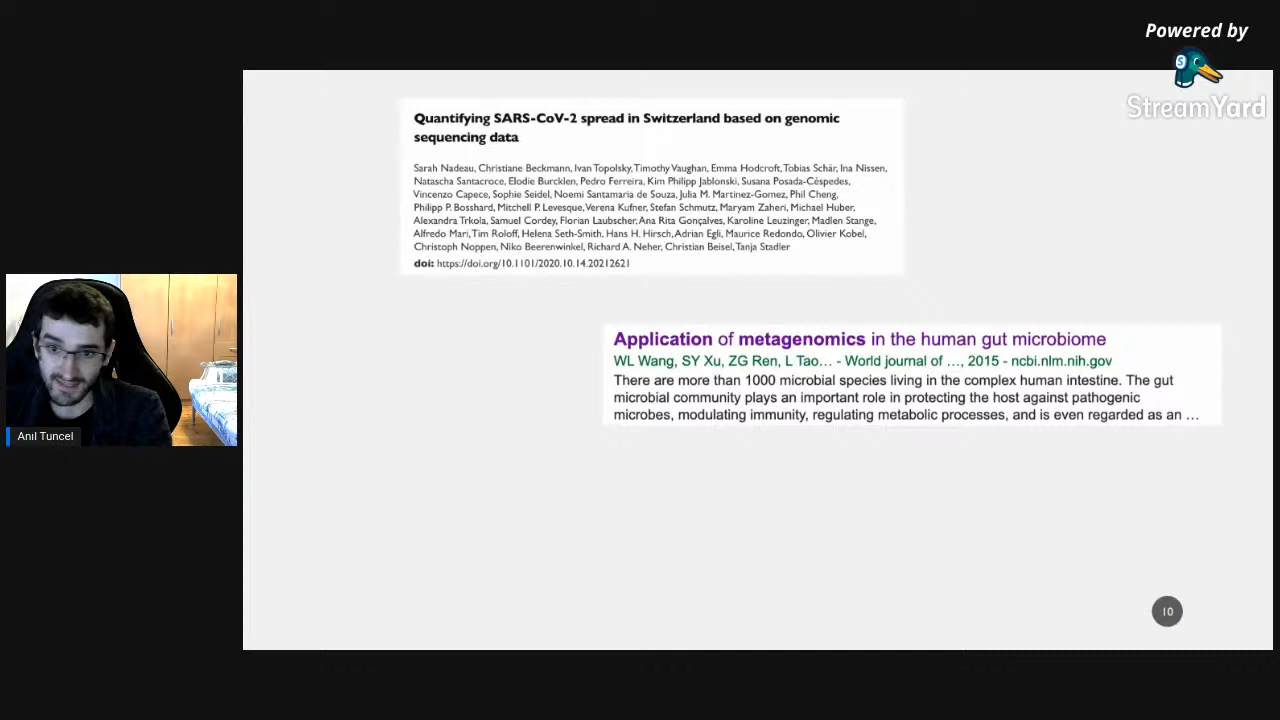 Powered by
StreamYard
Quantifying SARS-CoV-2 spread in Switzerland based on genomic
sequencing data
Sarah Nadeau, Christiane Beckmann, Ivan Topolsky, Timothy Vaughan, Emma Hodcroft, Tobias Schär, Ina Nissen,
Natascha Santacroce, Elodie Burcklen, Pedro Ferreira, Kim Philipp Jablonski, Susana Posada-Céspedes,
Vincenzo Capece, Sophie Seidel, Noemi Santamaria de Souza, Julia M. Martinez-Gomez, Phil Cheng,
Philipp P. Bosshard, Mitchell P. Levesque, Verena Kufner, Stefan Schmutz, Maryam Zaheri, Michael Huber,
Alexandra Trkola, Samuel Cordey, Florian Laubscher, Ana Rita Gonçalves, Karoline Leuzinger, Madlen Stange,
Alfredo Mari, Tim Roloff, Helena Seth-Smith, Hans H. Hirsch, Adrian Egli, Maurice Redondo, Olivier Kobel,
Christoph Noppen, Niko Beerenwinkel, Richard A. Neher, Christian Beisel, Tanja Stadler
doi: https://doi.org/10.1101/2020.10.14.20212621
Application of metagenomics in the human gut microbiome
WL Wang, SY Xu, ZG Ren, L Tao… - World journal of …, 2015 - ncbi.nlm.nih.gov
There are more than 1000 microbial species living in the complex human intestine. The gut
microbial community plays an important role in protecting the host against pathogenic
microbes, modulating immunity, regulating metabolic processes, and is even regarded as an …
Anıl Tuncel
10